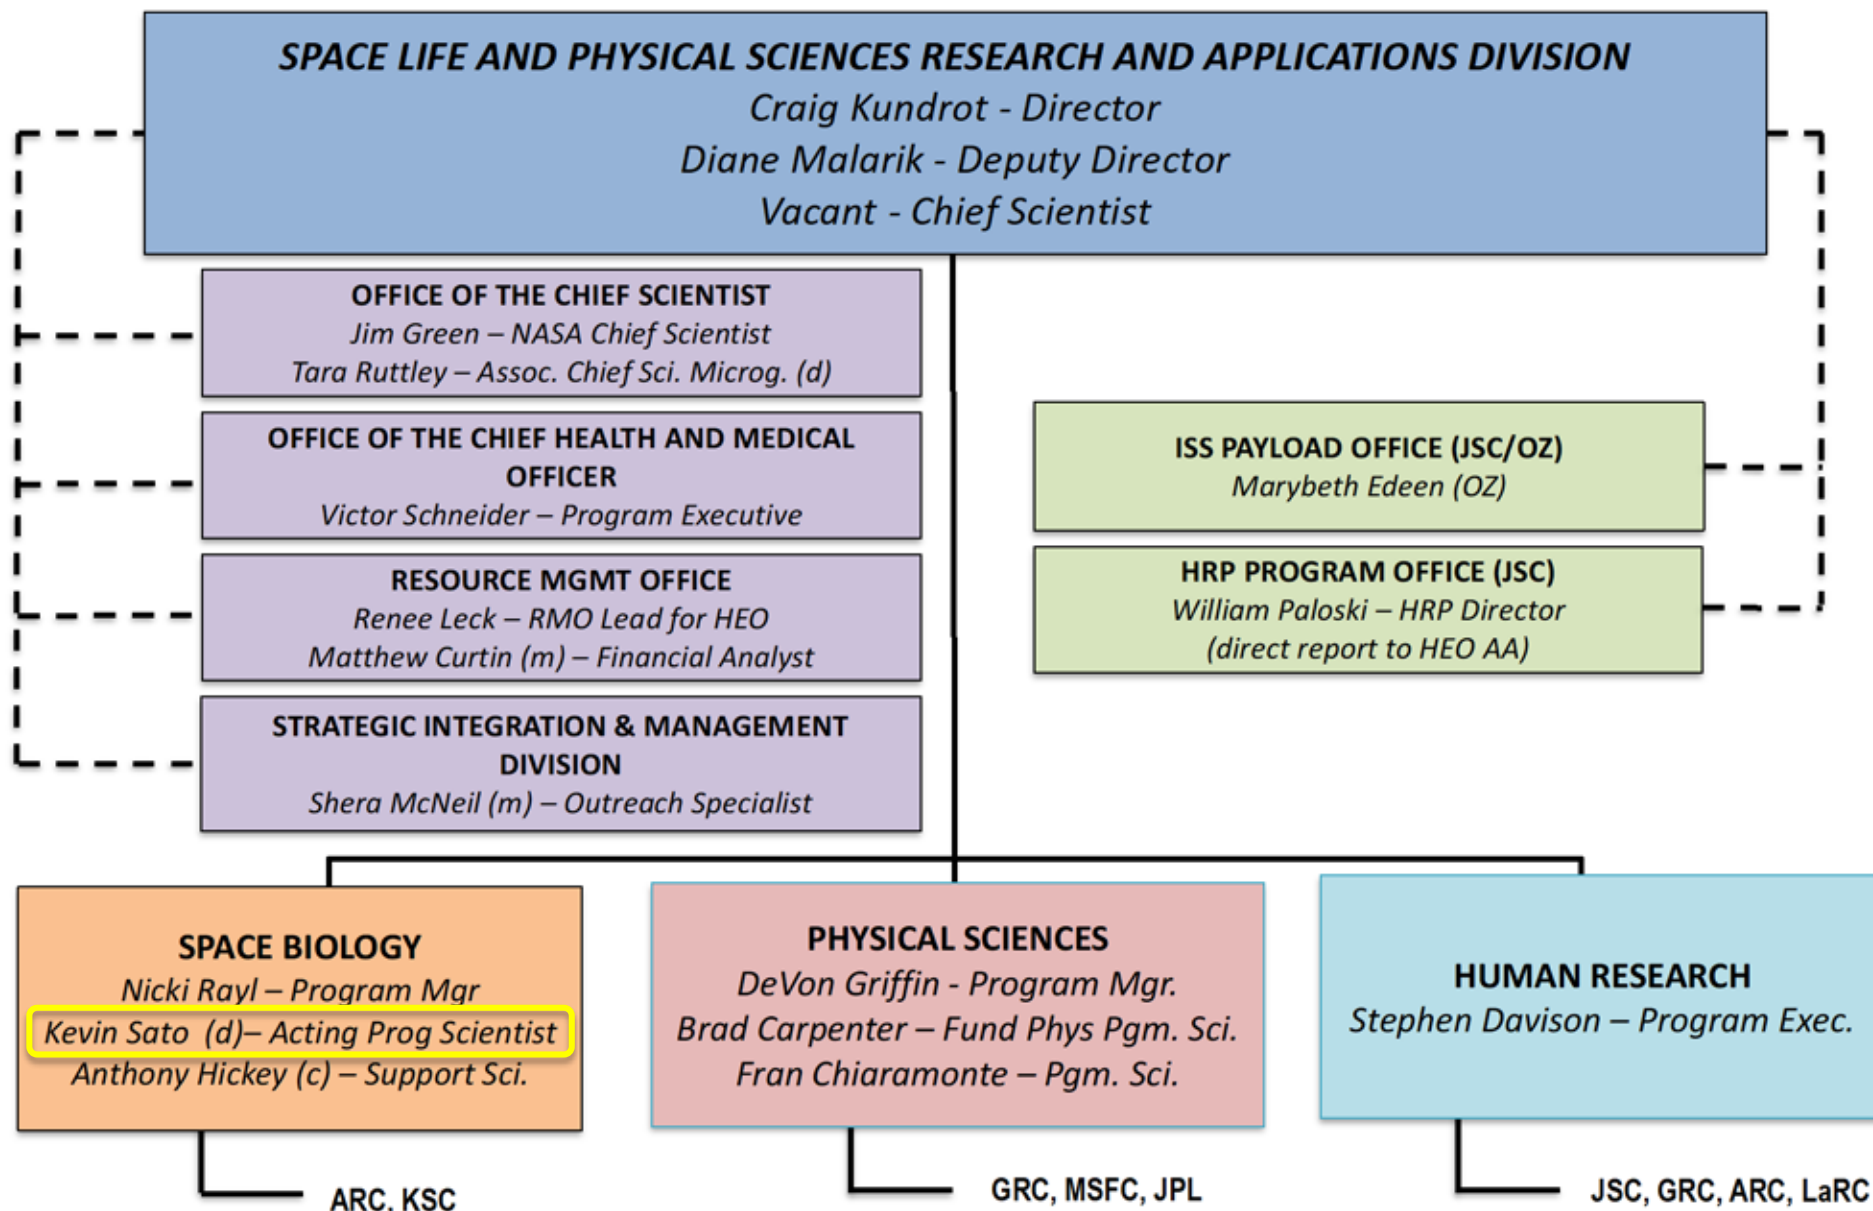 SPACE LIFE AND PHYSICAL SCIENCES RESEARCH AND APPLICATIONS DIVISION
Craig Kundrot - Director
Diane Malarik - Deputy Director
Vacant - Chief Scientist
OFFICE OF THE CHIEF SCIENTIST
Jim Green – NASA Chief Scientist
Tara Ruttley – Assoc. Chief Sci. Microg. (d)
OFFICE OF THE CHIEF HEALTH AND MEDICAL
OFFICER
Victor Schneider – Program Executive
RESOURCE MGMT OFFICE
Renee Leck – RMO Lead for HEO
Matthew Curtin (m) – Financial Analyst
STRATEGIC INTEGRATION & MANAGEMENT
DIVISION
Shera McNeil (m) – Outreach Specialist
ISS PAYLOAD OFFICE (JSC/OZ)
Marybeth Edeen (OZ)
HRP PROGRAM OFFICE (JSC)
William Paloski – HRP Director
(direct report to HEO AA)
SPACE BIOLOGY
Nicki Rayl – Program Mgr
Kevin Sato (d)– Acting Prog Scientist
Anthony Hickey (c) – Support Sci.
ARC, KSC
PHYSICAL SCIENCES
DeVon Griffin - Program Mgr.
Brad Carpenter – Fund Phys Pgm. Sci.
Fran Chiaramonte – Pgm. Sci.
GRC, MSFC, JPL
HUMAN RESEARCH
Stephen Davison – Program Exec.
JSC, GRC, ARC, LaRC